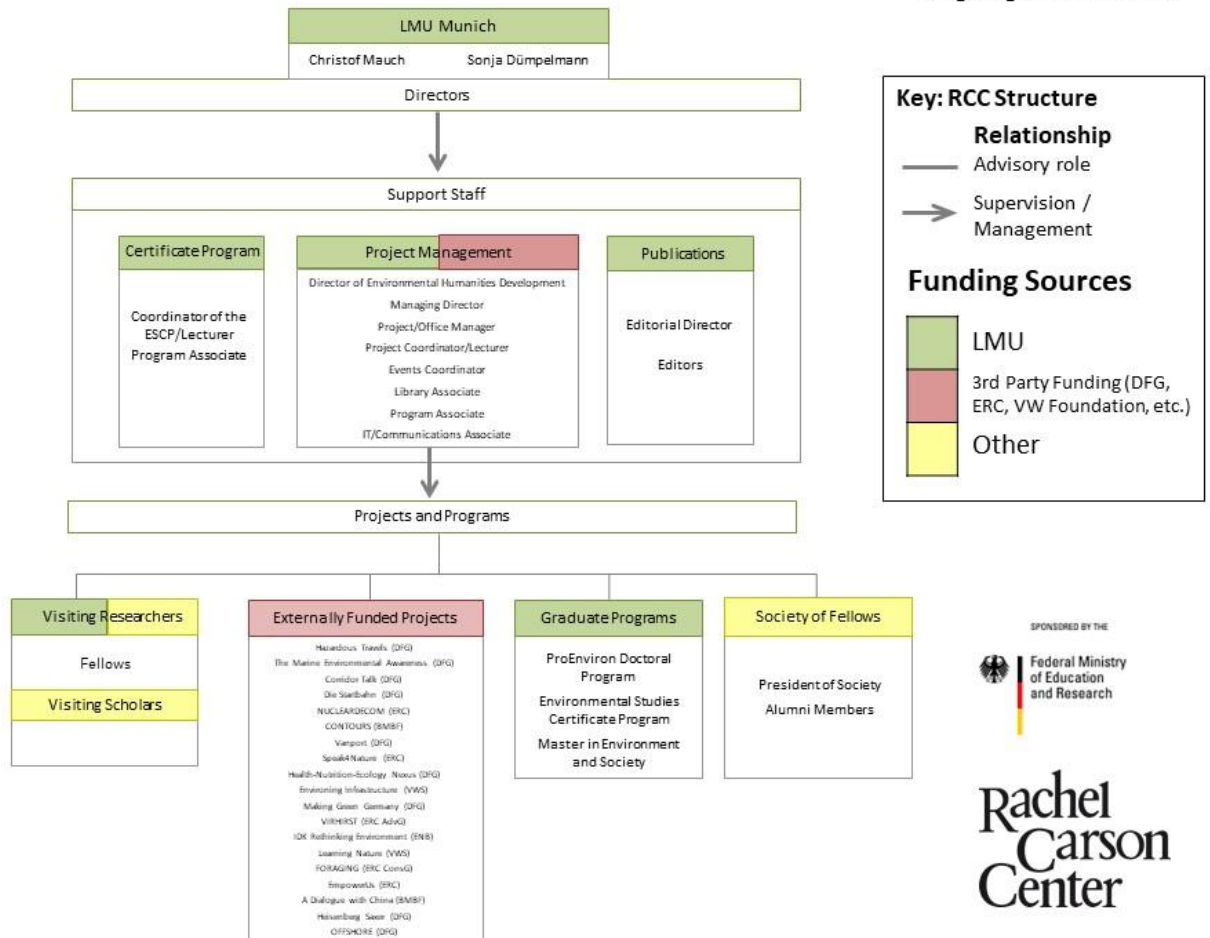 LMU Munich
Christof Mauch Sonja Dümpelmann
Directors
Support Staff
Certificate Program
Coordinator of the
ESCP/Lecturer
Program Associate
Project Management
Director of Environmental Humanities Development
Managing Director
Project/Office Manager
Project Coordinator/Lecturer
Events Coordinator
Library Associate
Program Associate
IT/Communications Associate
Publications
Editorial Director
Editors
Projects and Programs
Visiting Researchers
Fellows
Visiting Scholars
Externally Funded Projects
Hazardous Travels (DFG)
The Marine Environmental Awareness (DFG)
Corridor Talk (DFG)
Die Startbahn (DFG)
NUCLEARDECOM (ERC)
CONTOURS (BMBF)
Vanport (DFG)
Speak4Nature (ERC)
Health-Nutrition-Ecology Nexus (DFG)
Environing Infrastructure (VWS)
Making Green Germany (DFG)
VIRHIRST (ERC AdvG)
IDK Rethinking Environment (ENB)
Learning Nature (VWS)
FORAGING (ERC ConsG)
EmpowerUs (ERC)
A Dialogue with China (BMBF)
Heisenberg Saxer (DFG)
OFFSHORE (DFG)
Graduate Programs
ProEnviron Doctoral
Program
Environmental Studies
Certificate Program
Master in Environment
and Society
Society of Fellows
President of Society
Alumni Members
Key: RCC Structure
Relationship
Advisory role
Supervision /
Management
Funding Sources
LMU
3rd Party Funding (DFG,
ERC, VW Foundation, etc.)
Other
SPONSORED BY THE
Federal Ministry
of Education
and Research
Rachel
Carson
Center